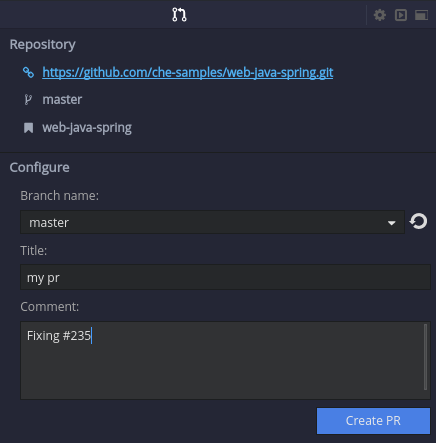 Repository
https://github.com/che-samples/web-java-spring.git
master
web-java-spring
Configure
Branch name:
master
Title:
my pr
Comment:
Fixing #235
Create PR